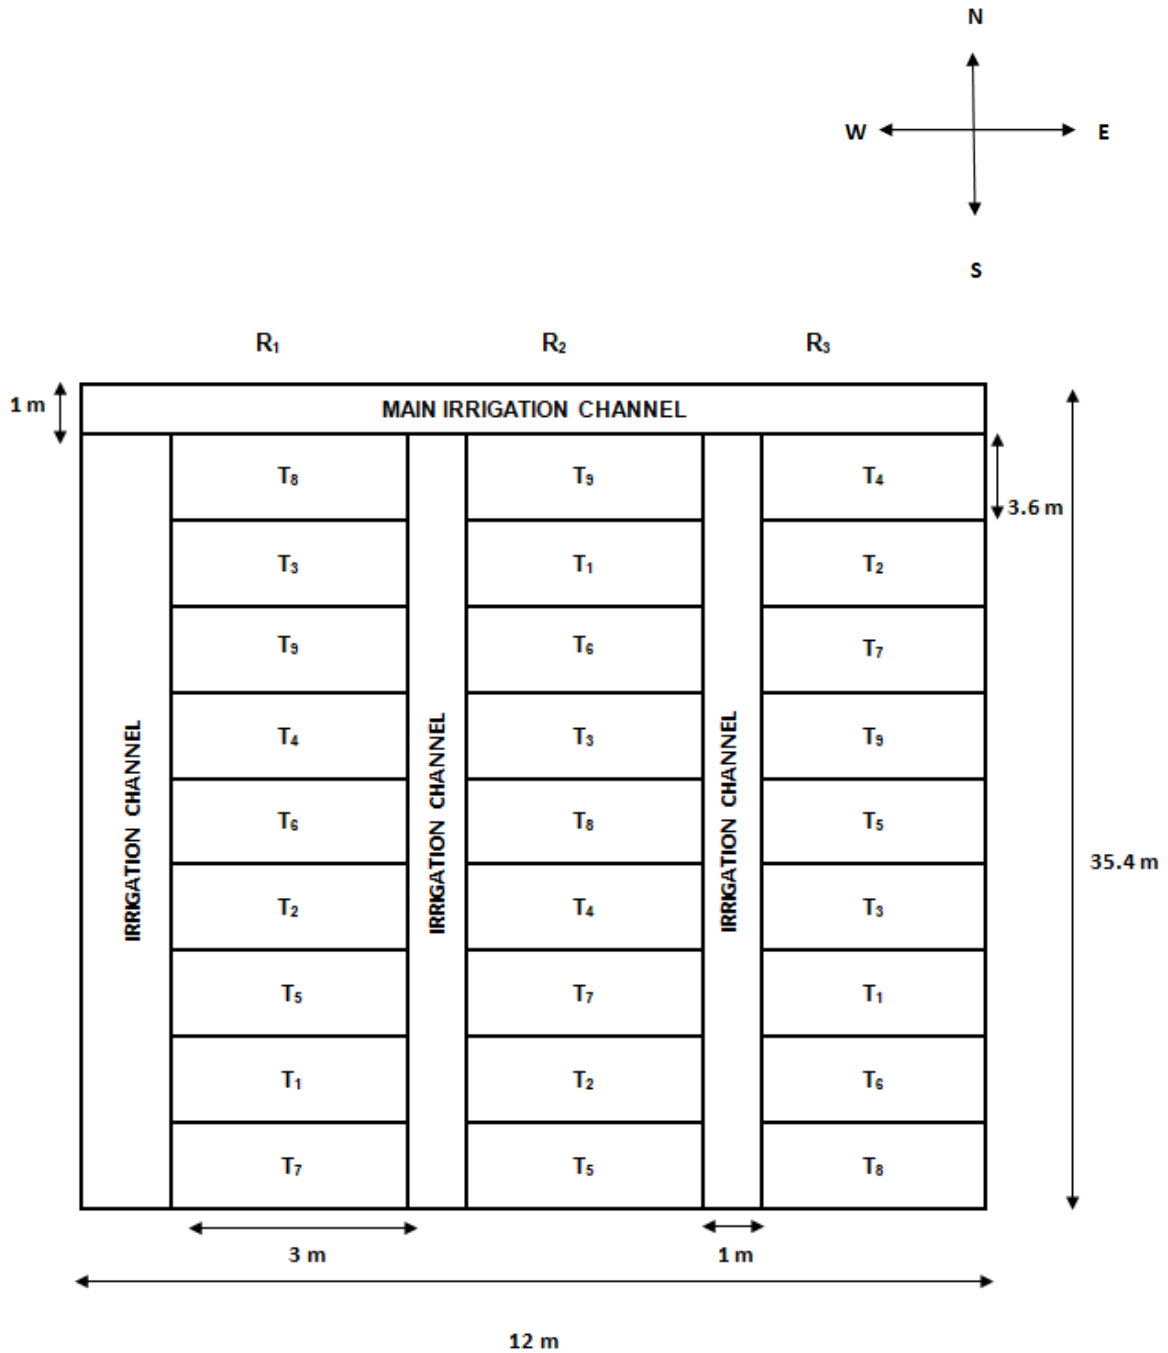 N
W E
S
R₁ R₂ R₃
1 m
MAIN IRRIGATION CHANNEL
T₈ T₉ T₄
3.6 m
T₃ T₁ T₂
T₉ T₆ T₇
T₄ T₃ T₉
IRRIGATION CHANNEL
IRRIGATION CHANNEL
IRRIGATION CHANNEL
T₆ T₈ T₅
35.4 m
T₂ T₄ T₃
T₅ T₇ T₁
T₁ T₂ T₆
T₇ T₅ T₈
3 m 1 m
12 m